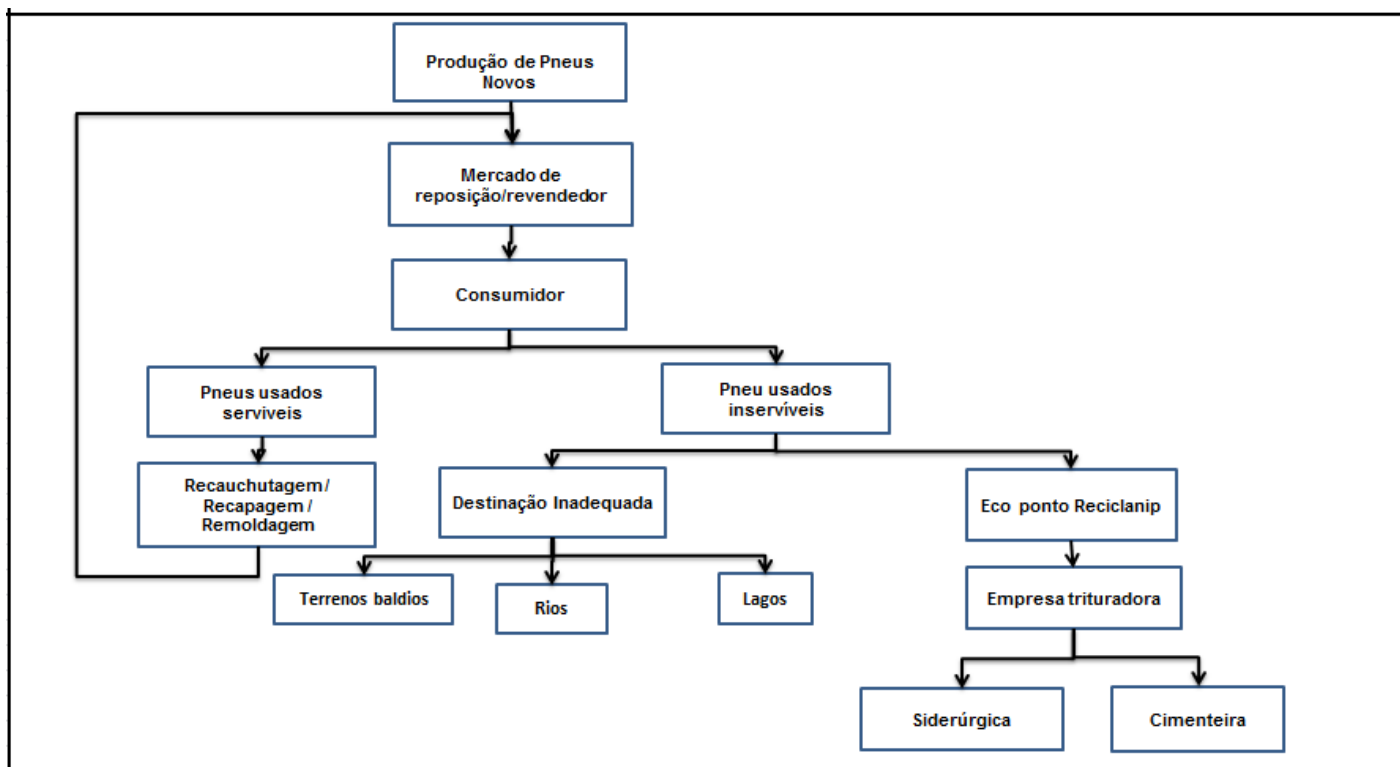 Produção de Pneus
Novos
Mercado de
reposição/revendedor
Consumidor
Pneus usados
serviveis
Pneu usados
inservíveis
Recauchutagem /
Recapagem /
Remoldagem
Destinação Inadequada
Eco ponto Reciclanip
Terrenos baldios
Rios
Lagos
Empresa trituradora
Siderúrgica
Cimenteira